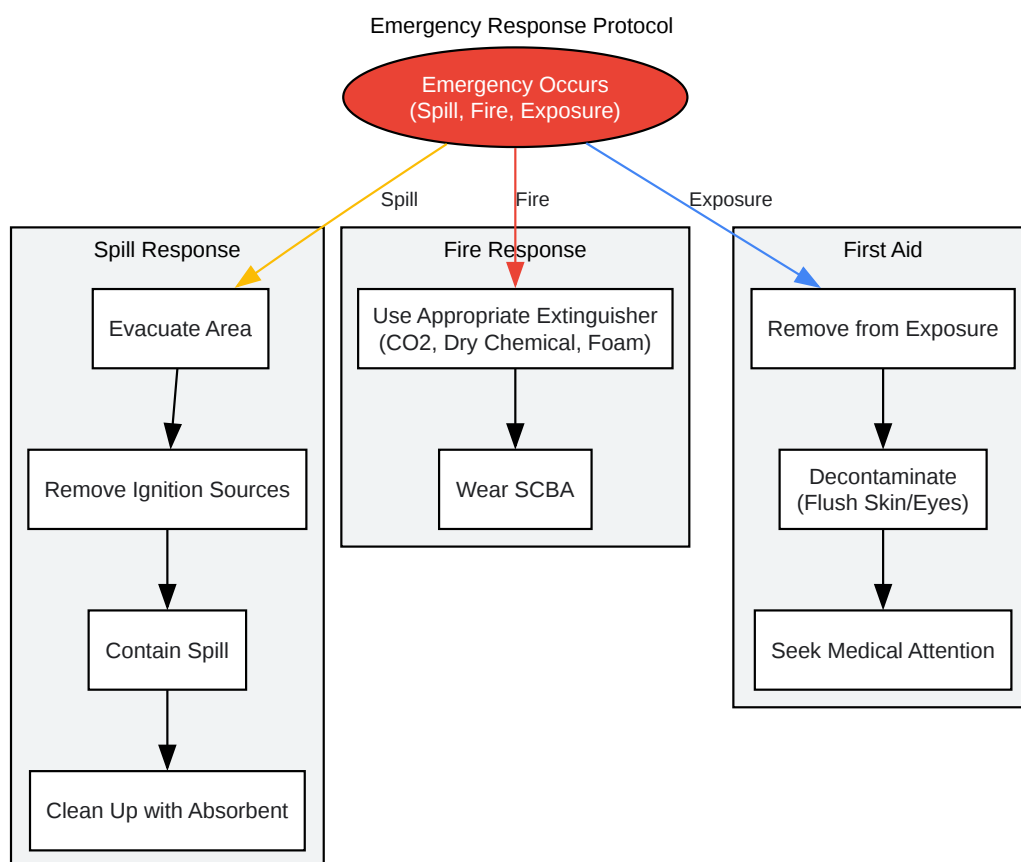 Emergency Response Protocol
Emergency Occurs
(Spill, Fire, Exposure)
Spill
Fire
Exposure
Spill Response
Evacuate Area
Remove Ignition Sources
Contain Spill
Clean Up with Absorbent
Fire Response
Use Appropriate Extinguisher
(CO2, Dry Chemical, Foam)
Wear SCBA
First Aid
Remove from Exposure
Decontaminate
(Flush Skin/Eyes)
Seek Medical Attention